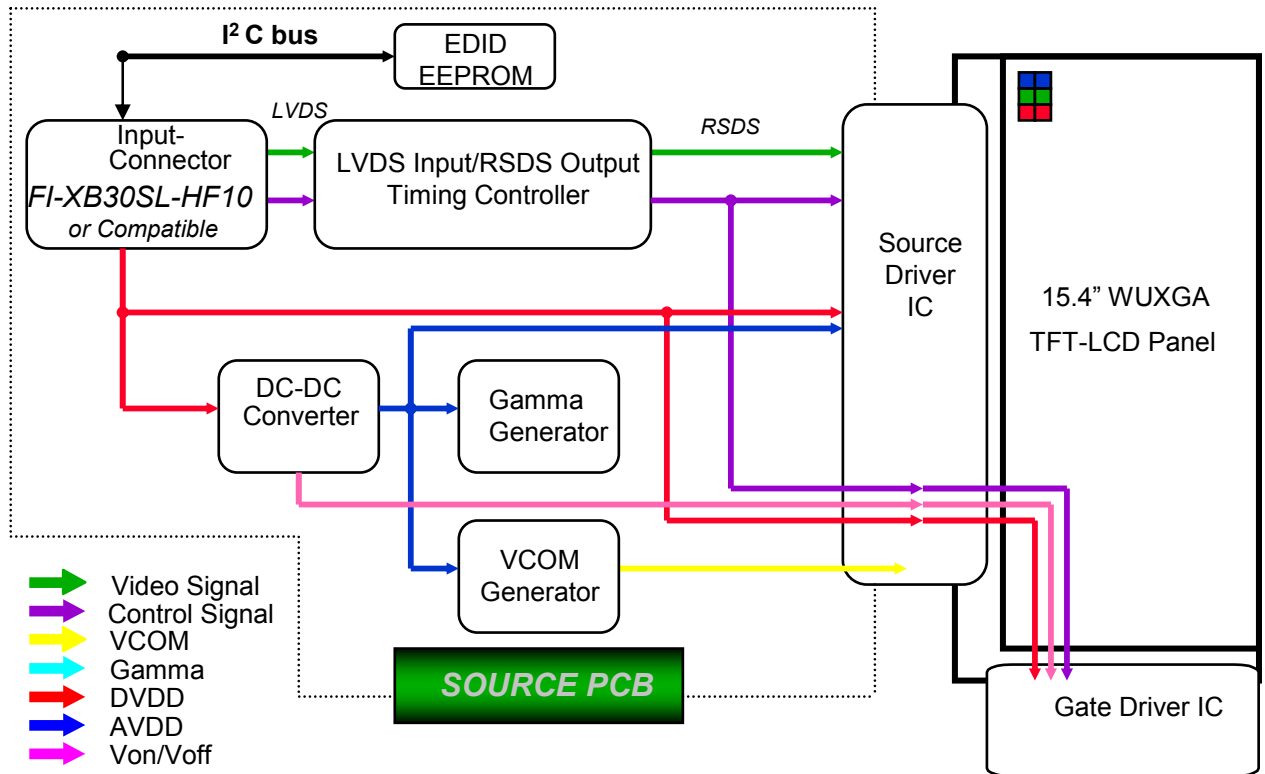 I² C bus
EDID
EEPROM
LVDS
RSDS
Input-
Connector
FI-XB30SL-HF10
or Compatible
LVDS Input/RSDS Output
Timing Controller
Source
Driver
IC
15.4” WUXGA
TFT-LCD Panel
DC-DC
Converter
Gamma
Generator
VCOM
Generator
Video Signal
Control Signal
VCOM
Gamma
DVDD
AVDD
Von/Voff
SOURCE PCB
Gate Driver IC